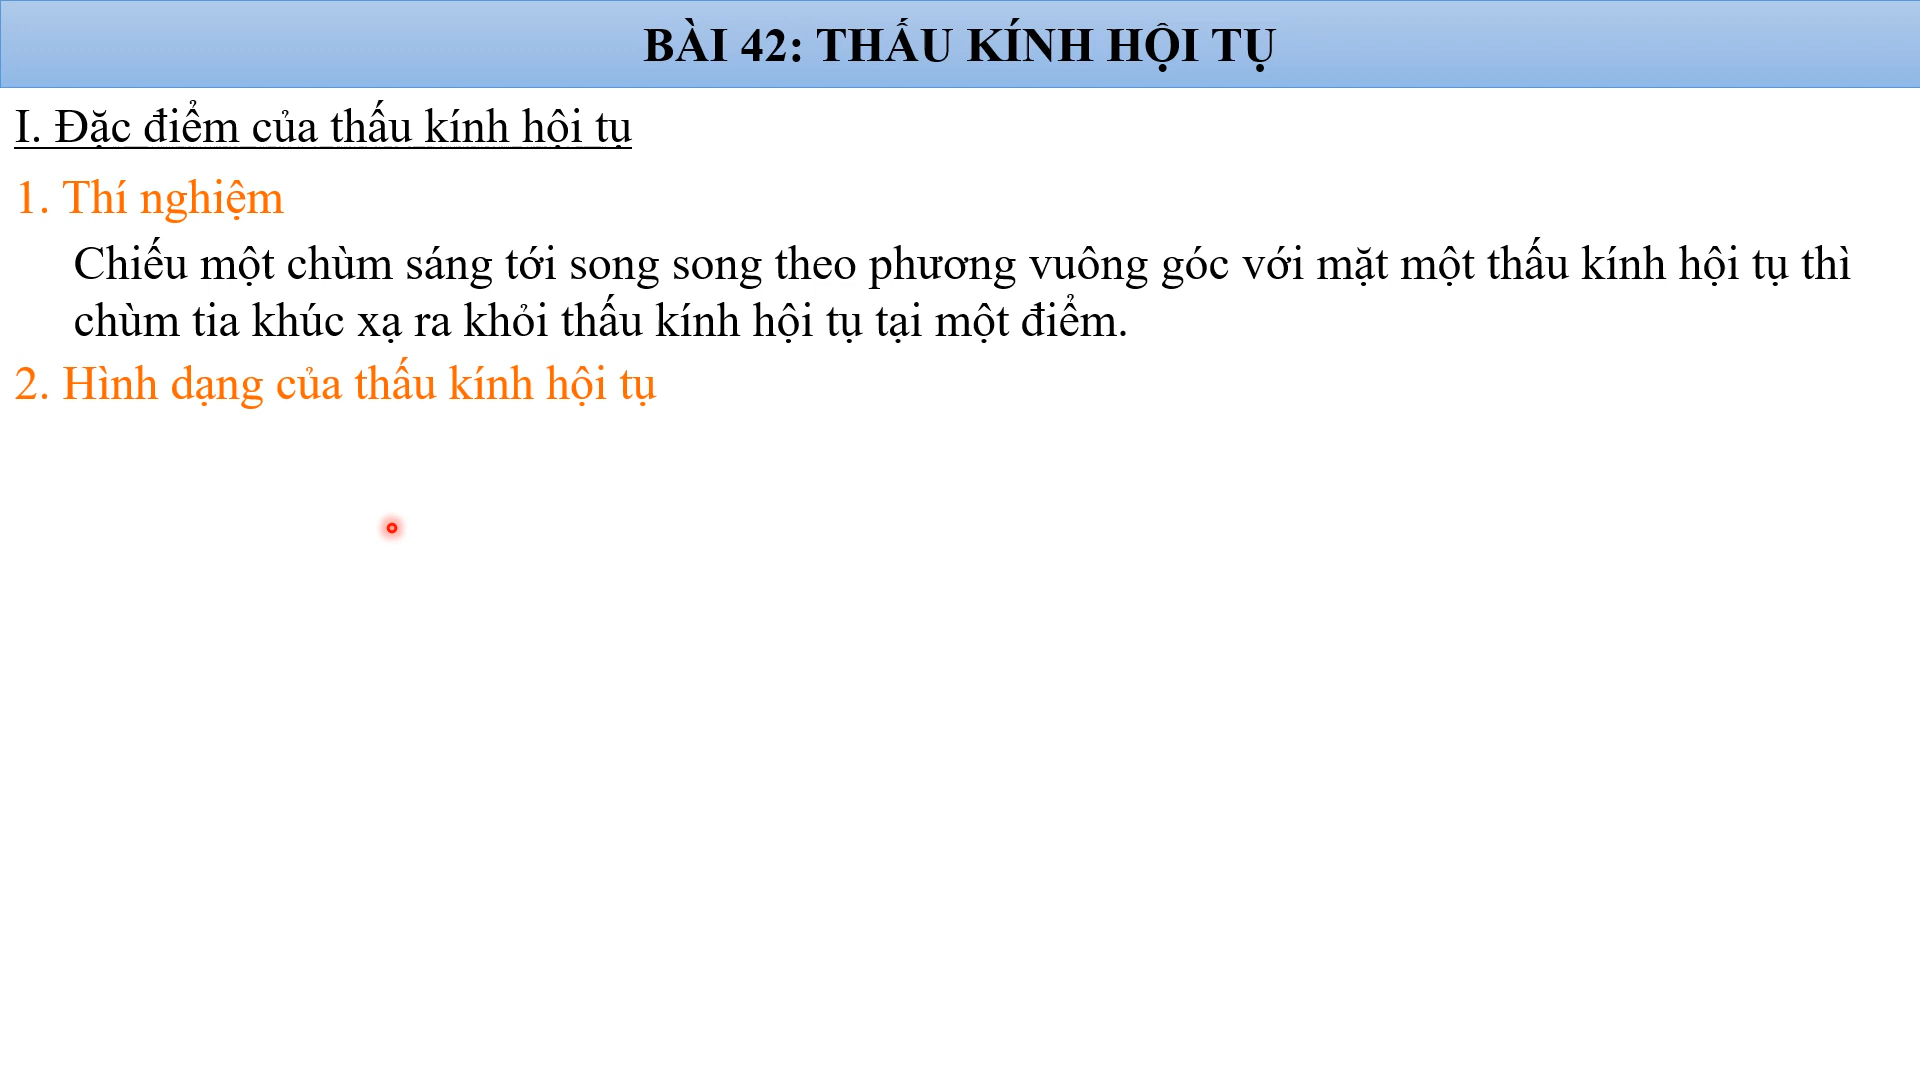 BÀI 42: THẤU KÍNH HỘI TỤ
I. Đặc điểm của thấu kính hội tụ
1. Thí nghiệm
Chiếu một chùm sáng tới song song theo phương vuông góc với mặt một thấu kính hội tụ thì
chùm tia khúc xạ ra khỏi thấu kính hội tụ tại một điểm.
2. Hình dạng của thấu kính hội tụ